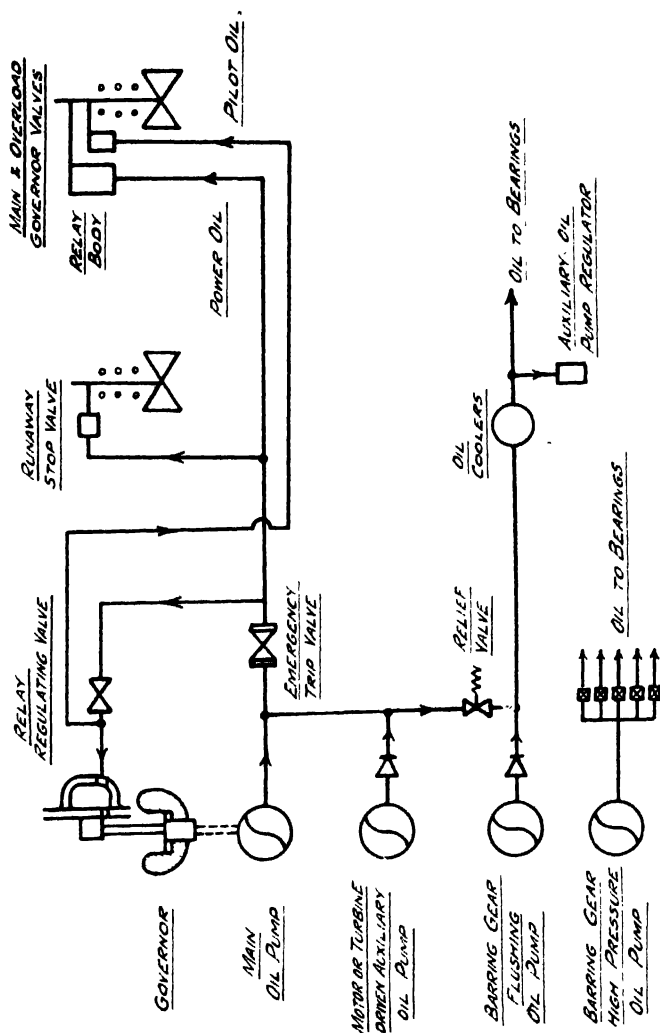 GOVERNOR
MAIN
OIL PUMP
MOTOR OR TURBINE
DRIVEN AUXILIARY
OIL PUMP
BARRING GEAR
FLUSHING
OIL PUMP
BARRING GEAR
HIGH PRESSURE
OIL PUMP
RELAY
REGULATING VALVE
EMERGENCY
TRIP VALVE
RELIEF
VALVE
OIL TO BEARINGS
RUNAWAY
STOP VALVE
OIL
COOLERS
MAIN & OVERLOAD
GOVERNOR VALVES
RELAY
BODY
POWER OIL
PILOT OIL.
OIL TO BEARINGS
AUXILIARY OIL
PUMP REGULATOR